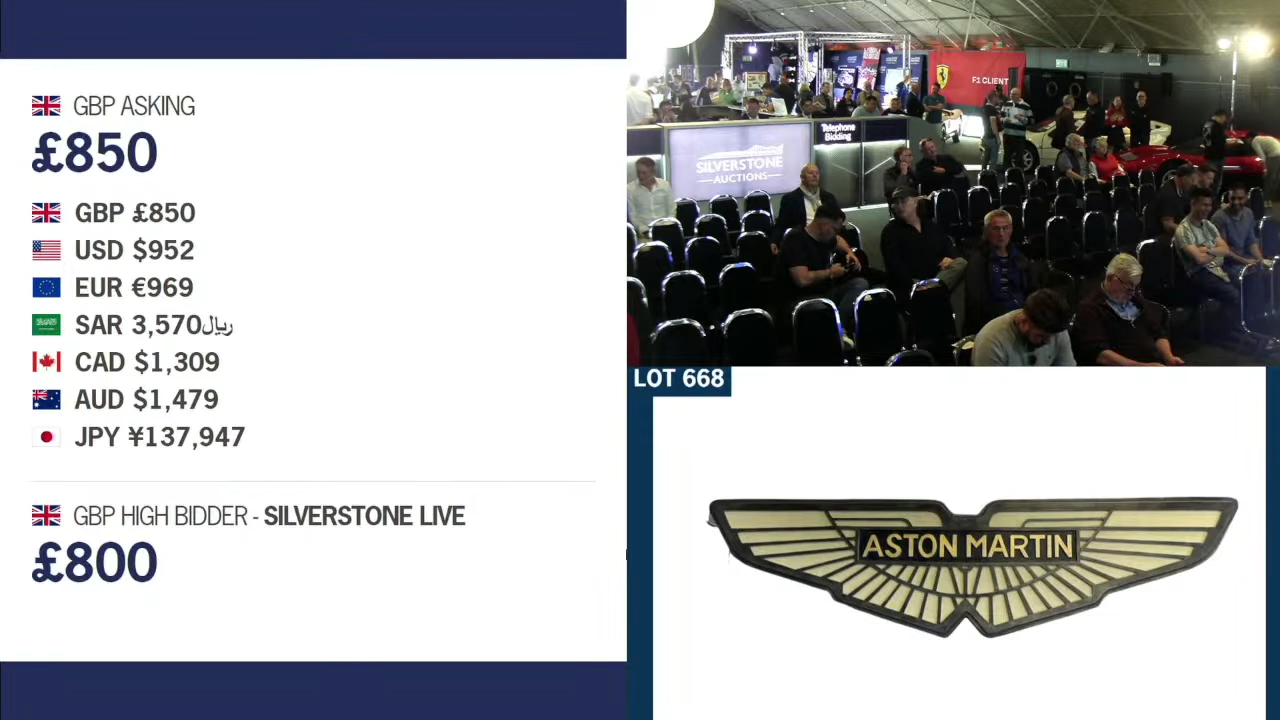 GBP ASKING
£850
GBP £850
USD $952
EUR €969
SAR 3,570ريال
CAD $1,309
AUD $1,479
JPY ¥137,947
GBP HIGH BIDDER - SILVERSTONE LIVE
£800
F1 CLIENT
Telephone
Bidding
SILVERSTONE
AUCTIONS
LOT 668
ASTON MARTIN